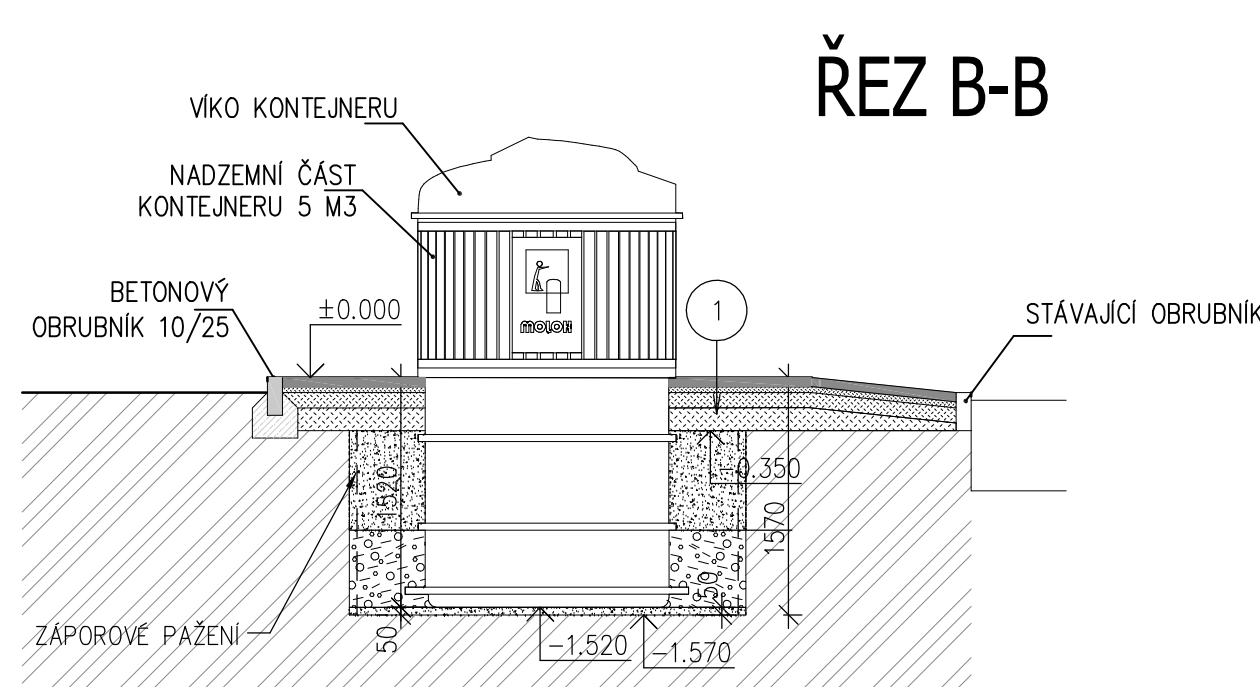 ŘEZ B-B
VÍKO KONTEJNERU
NADZEMNÍ ČÁST
KONTEJNERU 5 M3
BETONOVÝ
OBRUBNÍK 10/25
±0.000
1
STÁVAJÍCÍ OBRUBNÍK
MOLOK
-0.350
1520
1570
50
50
ZÁPOROVÉ PAŽENÍ
-1.520
-1.570